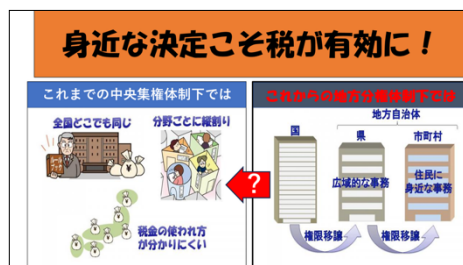 身近な決定こそ税が有効に！
これまでの中央集権体制下では
全国どこでも同じ
分野ごとに縦割り
税金の使われ方
が分かりにくい
？
これからの地方分権体制下では
地方自治体
国
県
市町村
広域的な事務
住民に
身近な事務
権限移譲
権限移譲